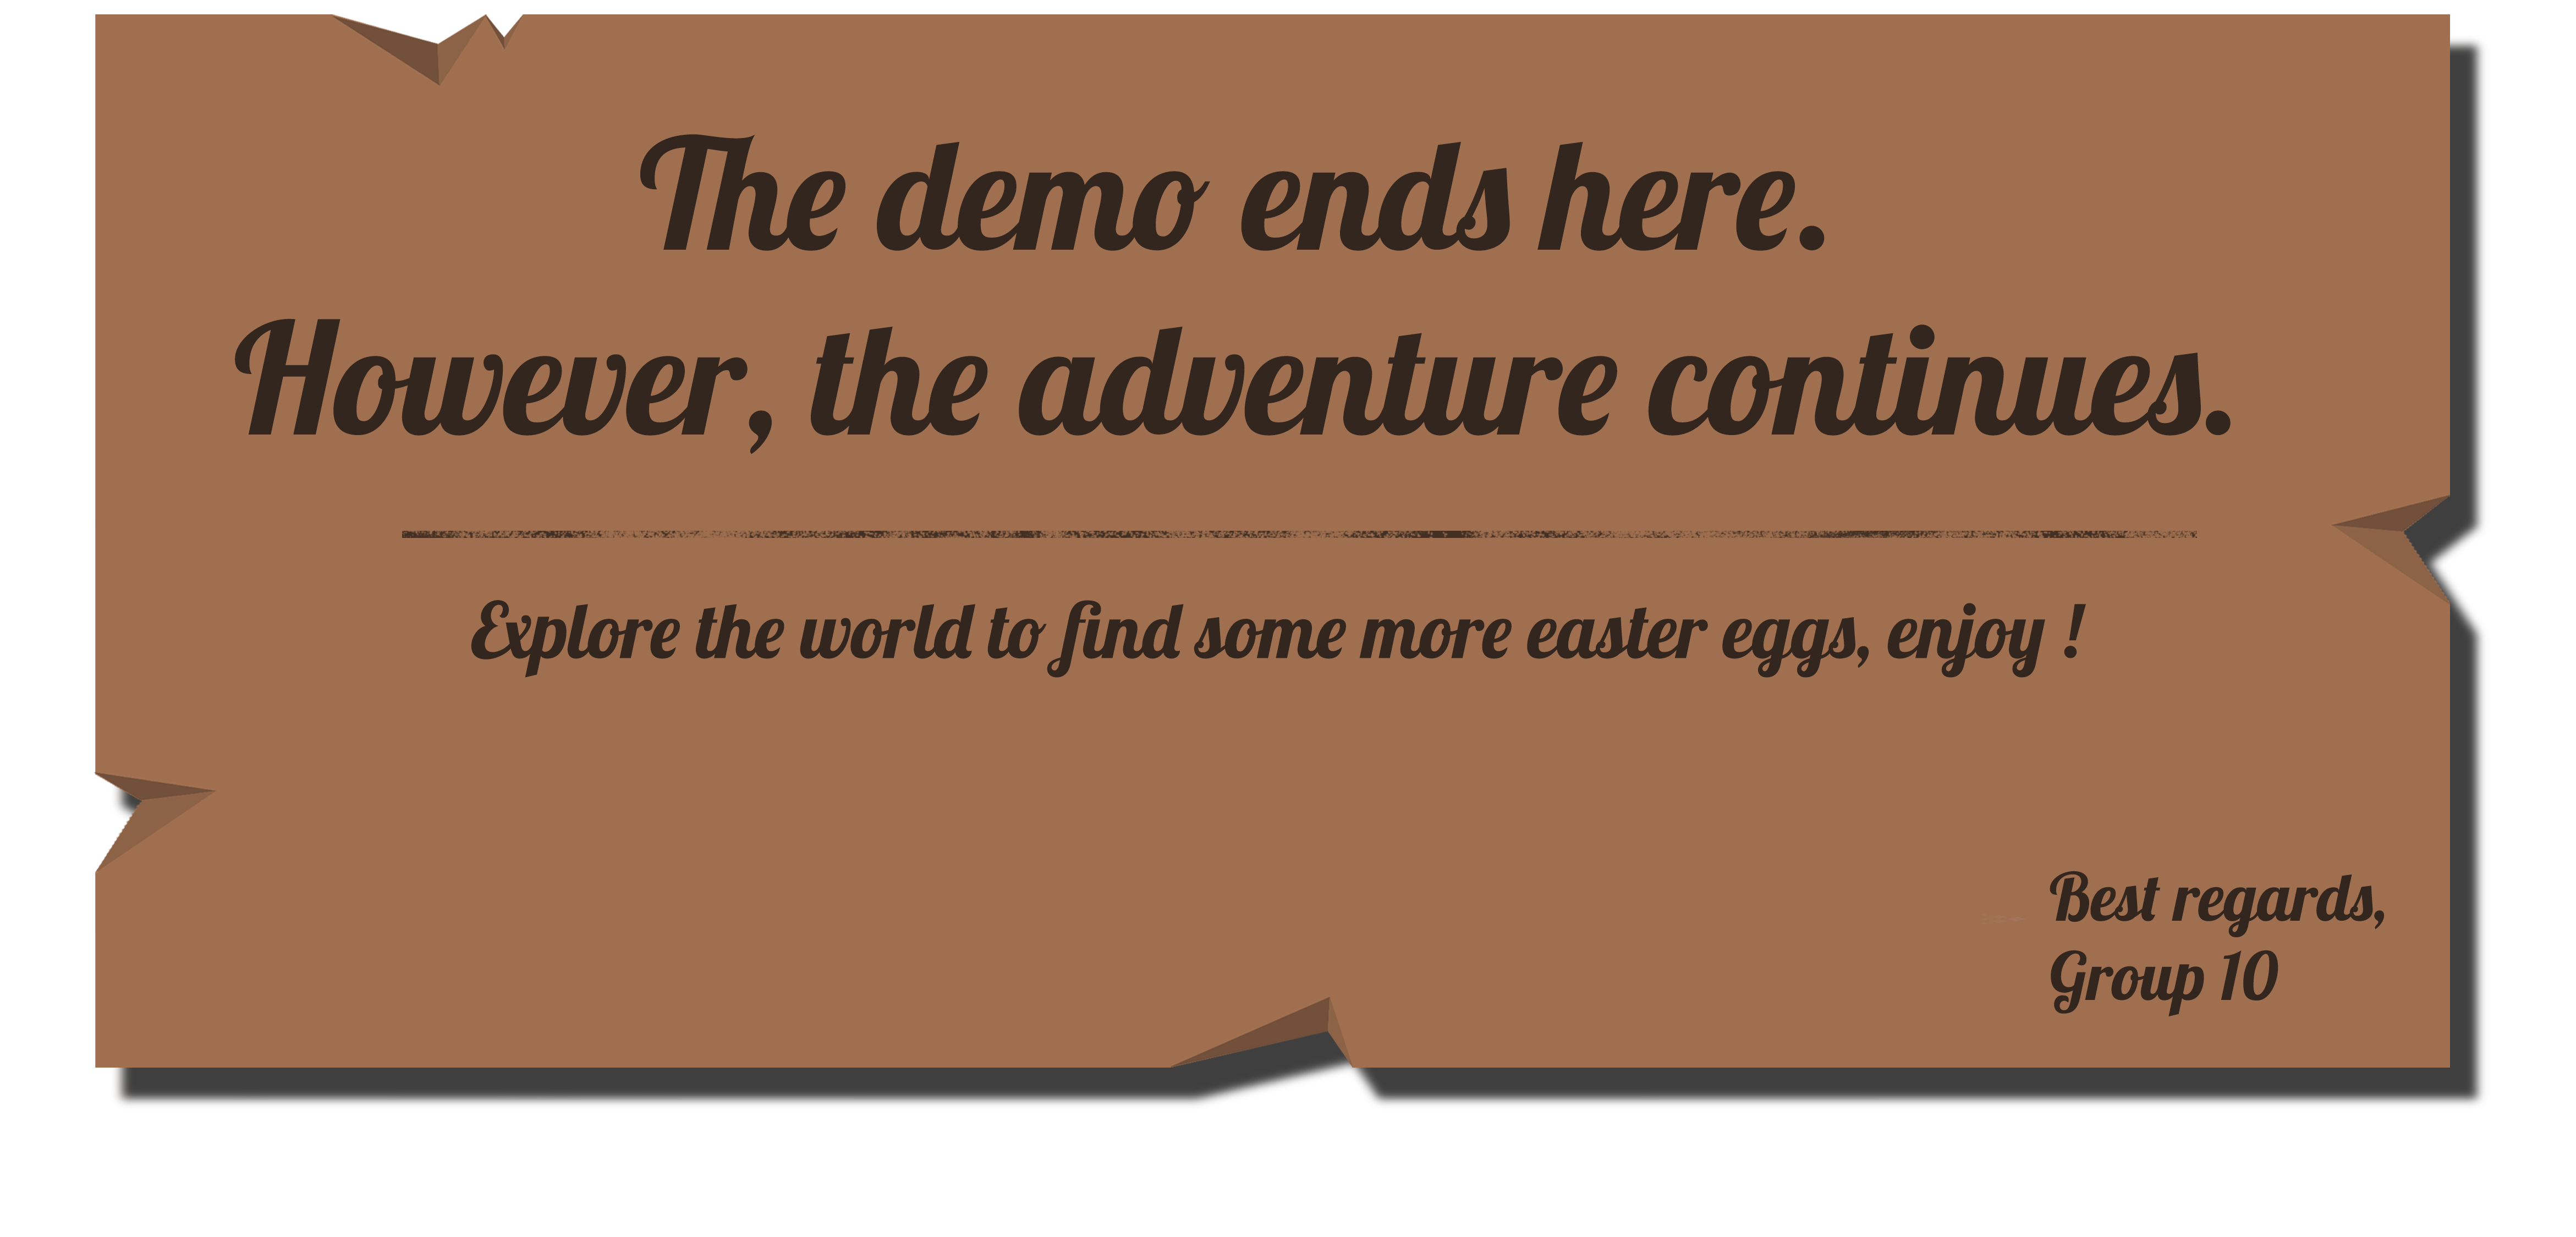 The demo ends here.
However, the adventure continues.
Explore the world to find some more easter eggs, enjoy !
Best regards,
Group 10